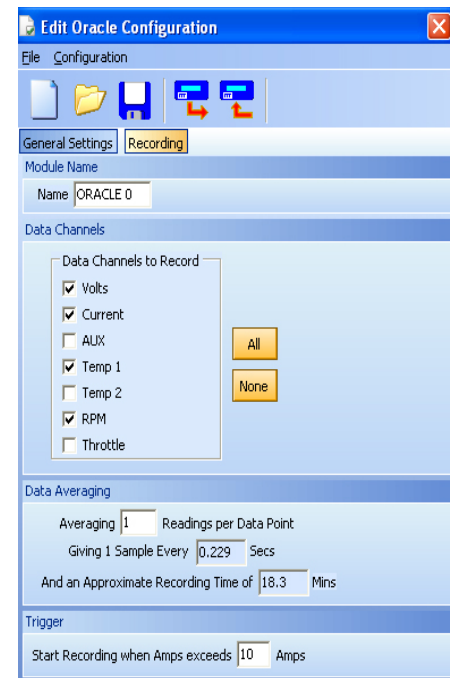 Edit Oracle Configuration
File Configuration
General Settings Recording
Module Name
Name ORACLE 0
Data Channels
Data Channels to Record
Volts
Current
AUX
All
Temp 1
Temp 2
None
RPM
Throttle
Data Averaging
Averaging 1 Readings per Data Point
Giving 1 Sample Every 0.229 Secs
And an Approximate Recording Time of 18.3 Mins
Trigger
Start Recording when Amps exceeds 10 Amps